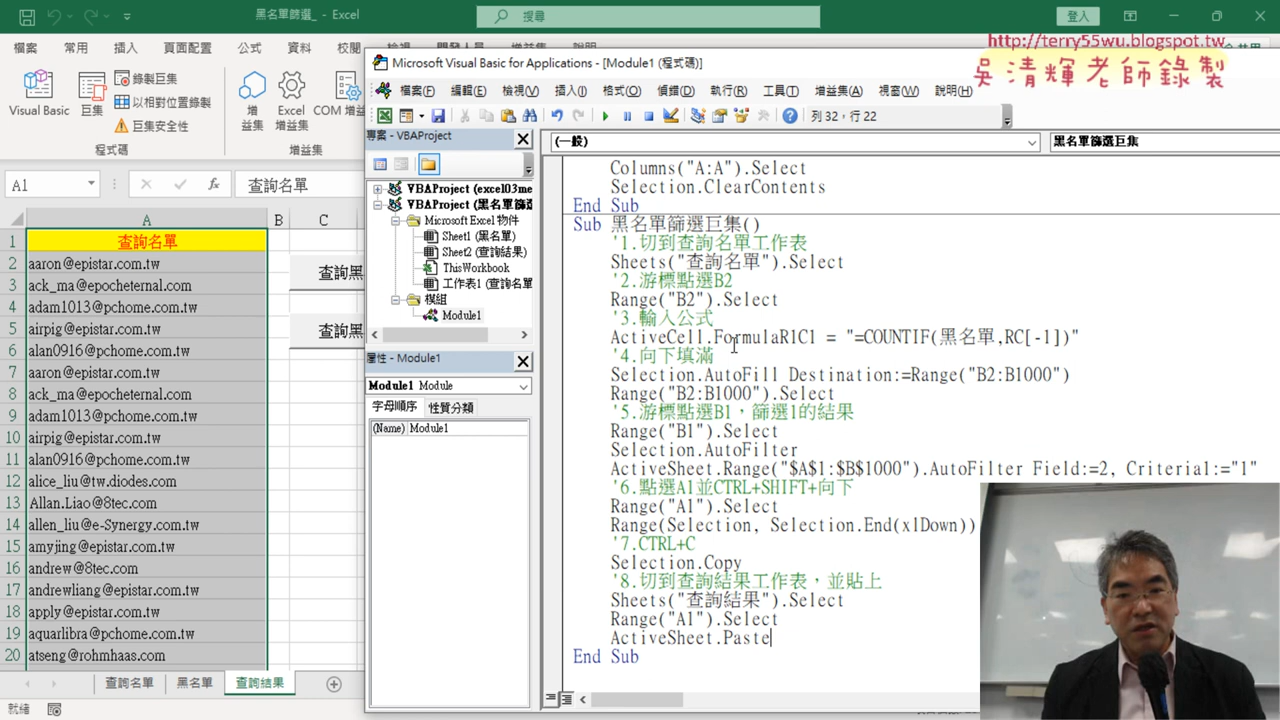 黑名單篩選_ - Excel
搜尋
登入
檔案 常用 插入 頁面配置 公式 資料 校閱
http://terry55wu.blogspot.tw
吳清輝老師錄製
Visual Basic
巨集
錄製巨集
以相對位置錄製
巨集安全性
程式碼
增益集
Excel 增益集
COM 增益
增益集
Microsoft Visual Basic for Applications - [Module1 (程式碼)]
檔案(F) 編輯(E) 檢視(V) 插入(I) 格式(O) 偵錯(D) 執行(R) 工具(T) 增益集(A) 視窗(W) 說明(H)
列 32，行 22
專案 - VBAProject
(一般)
黑名單篩選巨集
VBAProject (excel03me
VBAProject (黑名單篩
Microsoft Excel 物件
Sheet1 (黑名單)
Sheet2 (查詢結果)
ThisWorkbook
工作表1 (查詢名單
模組
Module1
屬性 - Module1
Module1 Module
字母順序 性質分類
(Name) Module1
A1
查詢名單
A B C
1 查詢名單
2 aaron@epistar.com.tw
3 ack_ma@epocheternal.com
4 adam1013@pchome.com.tw
5 airpig@epistar.com.tw
6 alan0916@pchome.com.tw
7 aaron@epistar.com.tw
8 ack_ma@epocheternal.com
9 adam1013@pchome.com.tw
10 airpig@epistar.com.tw
11 alan0916@pchome.com.tw
12 alice_liu@tw.diodes.com
13 Allan.Liao@8tec.com
14 allen_liu@e-Synergy.com.tw
15 amyjing@epistar.com.tw
16 andrew@8tec.com
17 andrewliang@epistar.com.tw
18 apply@epistar.com.tw
19 aquarlibra@pchome.com.tw
20 atseng@rohmhaas.com
查詢黑
查詢黑
查詢名單 黑名單 查詢結果
就緒
Columns("A:A").Select
Selection.ClearContents
End Sub
Sub 黑名單篩選巨集()
'1.切到查詢名單工作表
Sheets("查詢名單").Select
'2.游標點選B2
Range("B2").Select
'3.輸入公式
ActiveCell.FormulaR1C1 = "=COUNTIF(黑名單,RC[-1])"
'4.向下填滿
Selection.AutoFill Destination:=Range("B2:B1000")
Range("B2:B1000").Select
'5.游標點選B1，篩選1的結果
Range("B1").Select
Selection.AutoFilter
ActiveSheet.Range("$A$1:$B$1000").AutoFilter Field:=2, Criteria1:="1"
'6.點選A1並CTRL+SHIFT+向下
Range("A1").Select
Range(Selection, Selection.End(xlDown))
'7.CTRL+C
Selection.Copy
'8.切到查詢結果工作表，並貼上
Sheets("查詢結果").Select
Range("A1").Select
ActiveSheet.Paste
End Sub